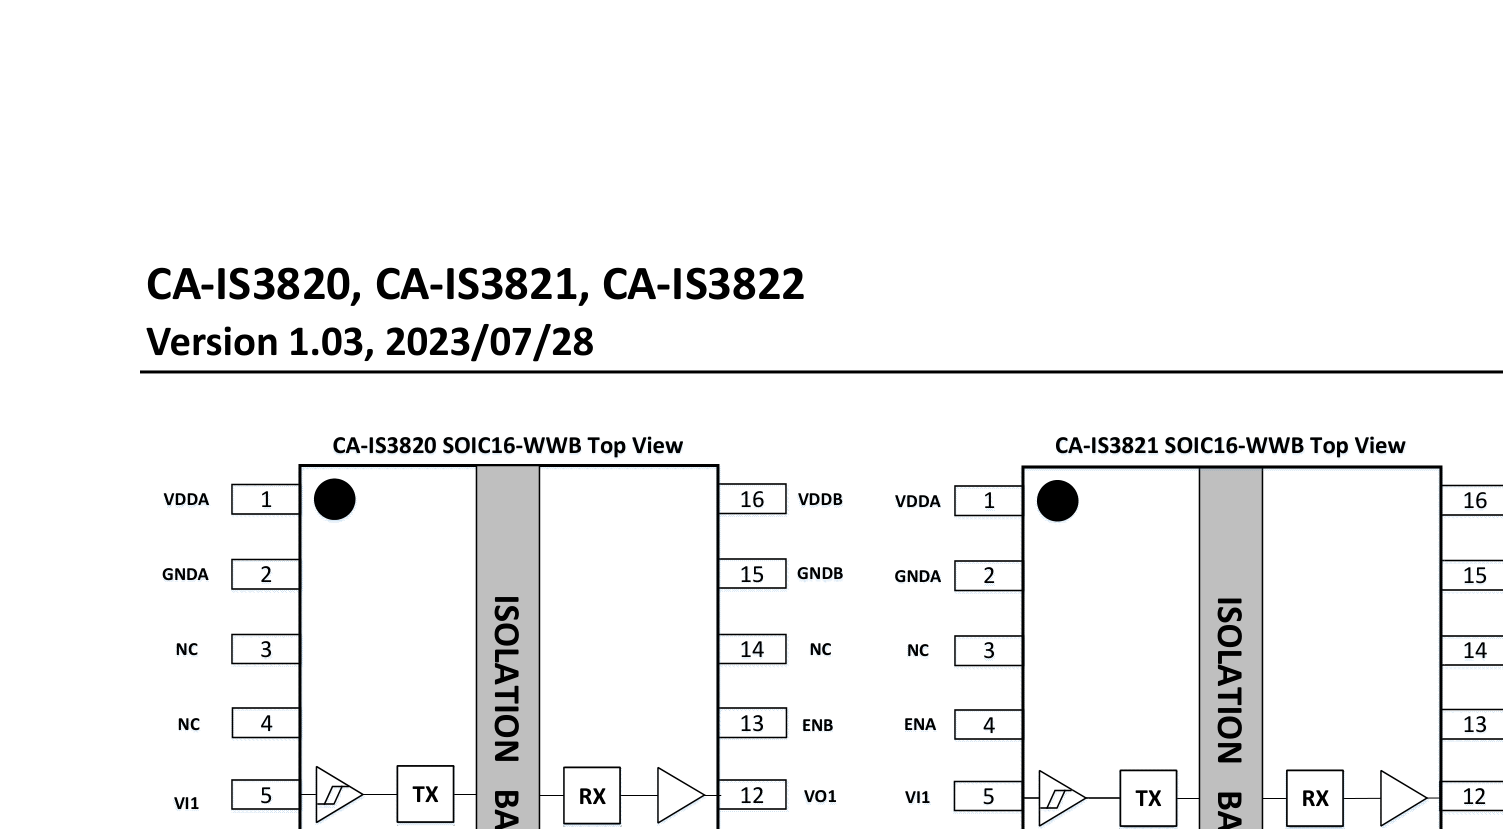 CA-IS3820, CA-IS3821, CA-IS3822
Version 1.03, 2023/07/28
CA-IS3820 SOIC16-WWB Top View
VDDA 1 16 VDDB
GNDA 2 15 GNDB
NC 3 14 NC
NC 4 13 ENB
VI1 5 TX RX 12 VO1
ISOLATION BA
CA-IS3821 SOIC16-WWB Top View
VDDA 1 16
GNDA 2 15
NC 3 14
ENA 4 13
VI1 5 TX RX 12
ISOLATION BA